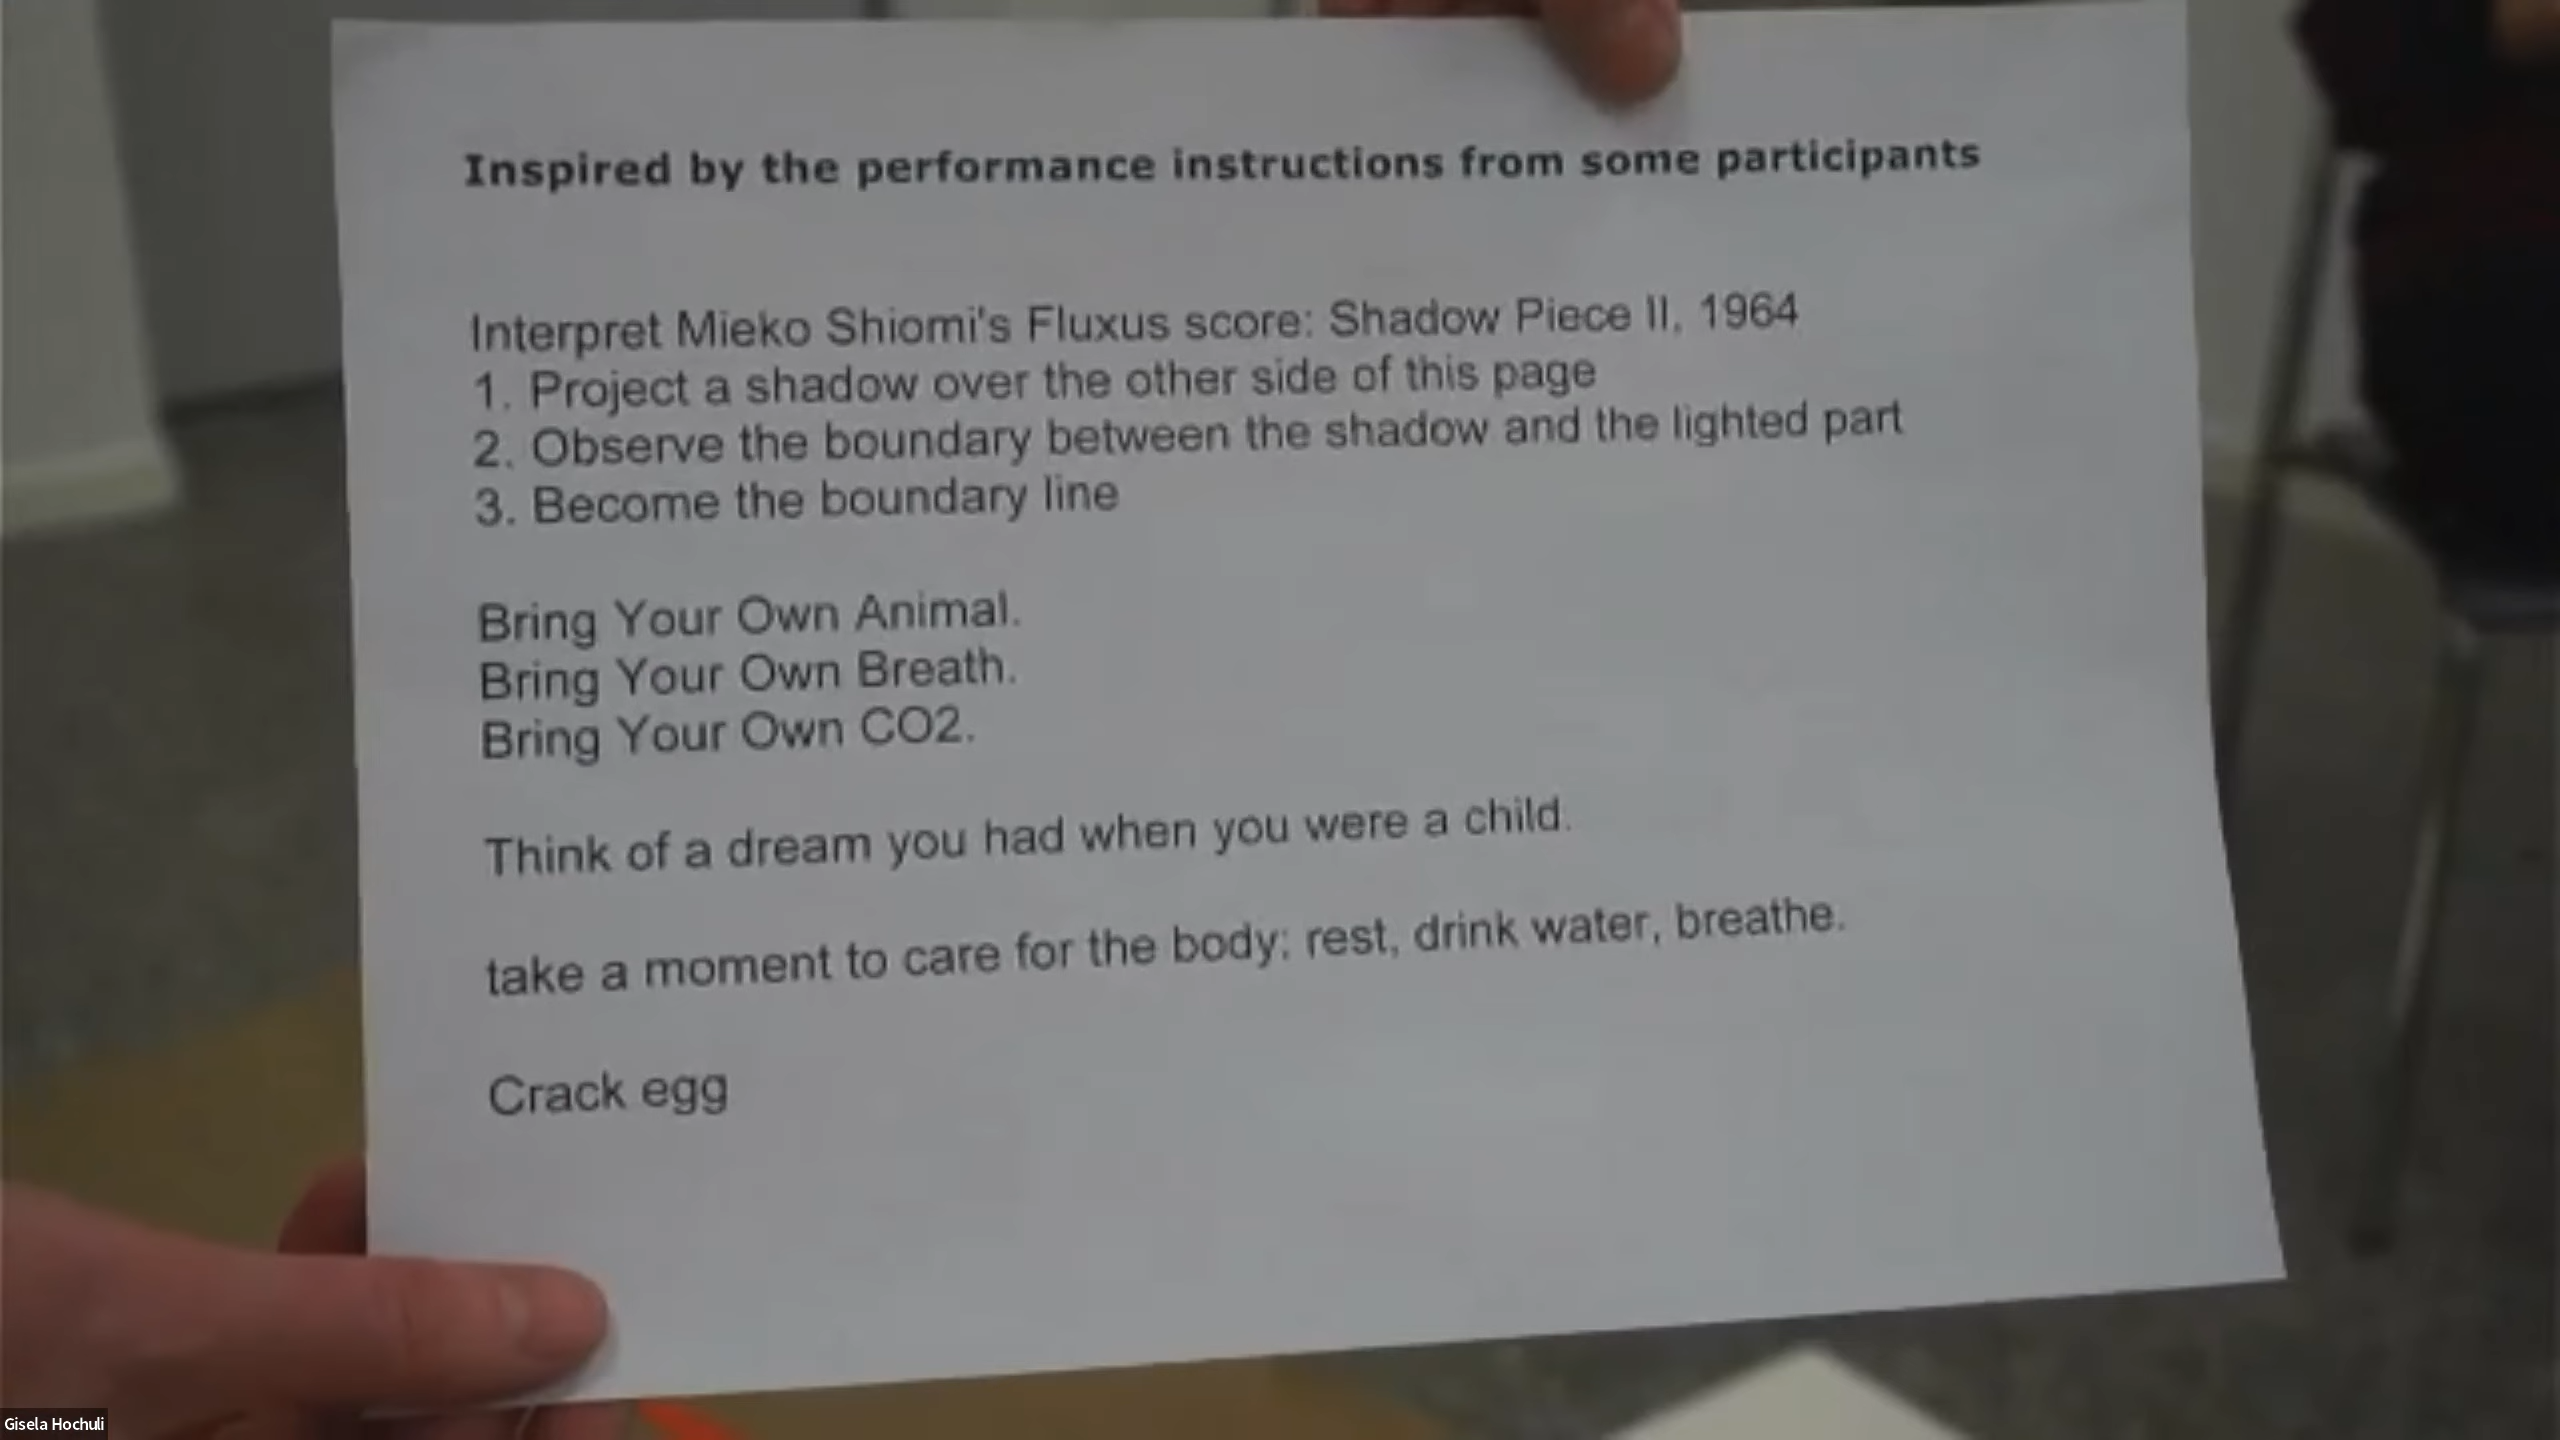 Inspired by the performance instructions from some participants
Interpret Mieko Shiomi's Fluxus score: Shadow Piece II, 1964
1. Project a shadow over the other side of this page
2. Observe the boundary between the shadow and the lighted part
3. Become the boundary line
Bring Your Own Animal.
Bring Your Own Breath.
Bring Your Own CO2.
Think of a dream you had when you were a child.
take a moment to care for the body: rest, drink water, breathe.
Crack egg
Gisela Hochuli